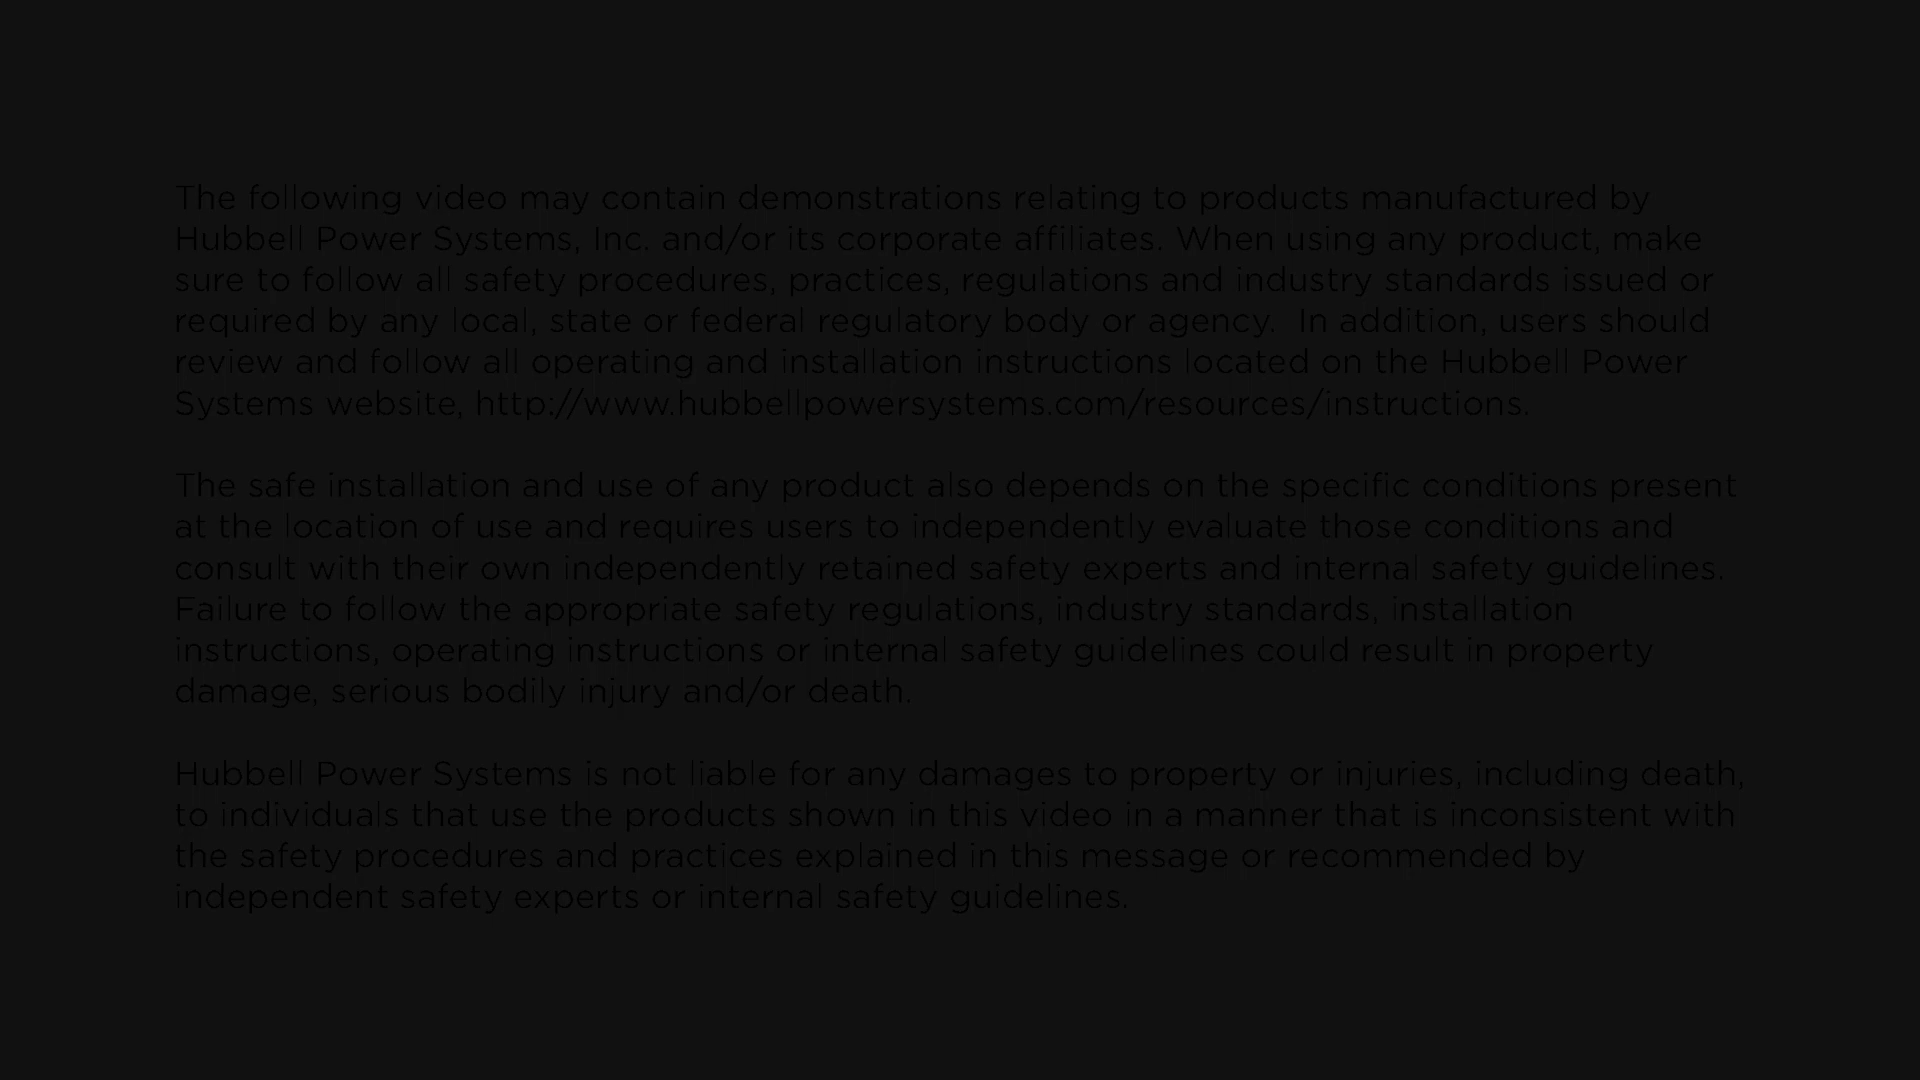 The following video may contain demonstrations relating to products manufactured by
Hubbell Power Systems, Inc. and/or its corporate affiliates. When using any product, make
sure to follow all safety procedures, practices, regulations and industry standards issued or
required by any local, state or federal regulatory body or agency.  In addition, users should
review and follow all operating and installation instructions located on the Hubbell Power
Systems website, http://www.hubbellpowersystems.com/resources/instructions.
The safe installation and use of any product also depends on the specific conditions present
at the location of use and requires users to independently evaluate those conditions and
consult with their own independently retained safety experts and internal safety guidelines.
Failure to follow the appropriate safety regulations, industry standards, installation
instructions, operating instructions or internal safety guidelines could result in property
damage, serious bodily injury and/or death.
Hubbell Power Systems is not liable for any damages to property or injuries, including death,
to individuals that use the products shown in this video in a manner that is inconsistent with
the safety procedures and practices explained in this message or recommended by
independent safety experts or internal safety guidelines.